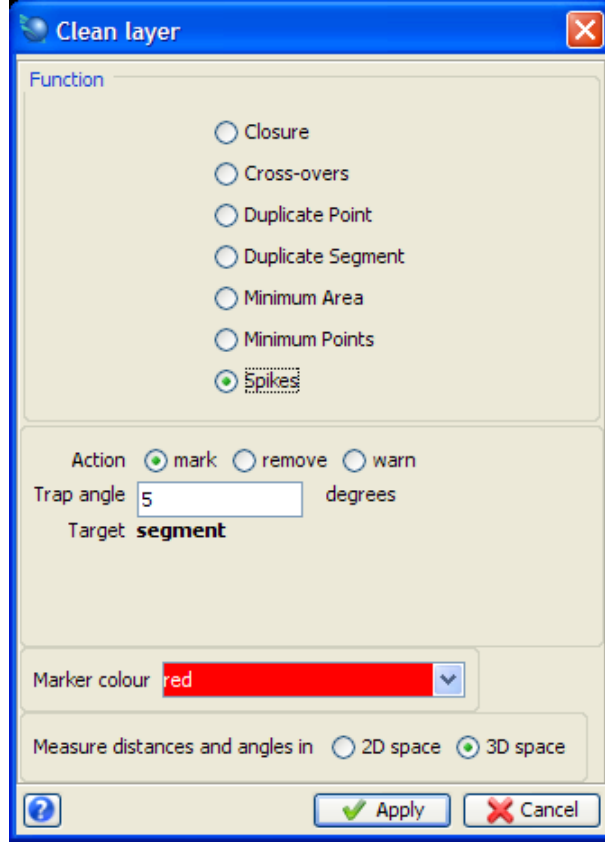 Clean layer
Function
Closure
Cross-overs
Duplicate Point
Duplicate Segment
Minimum Area
Minimum Points
Spikes
Action mark remove warn
Trap angle 5 degrees
Target segment
Marker colour red
Measure distances and angles in 2D space 3D space
? Apply Cancel